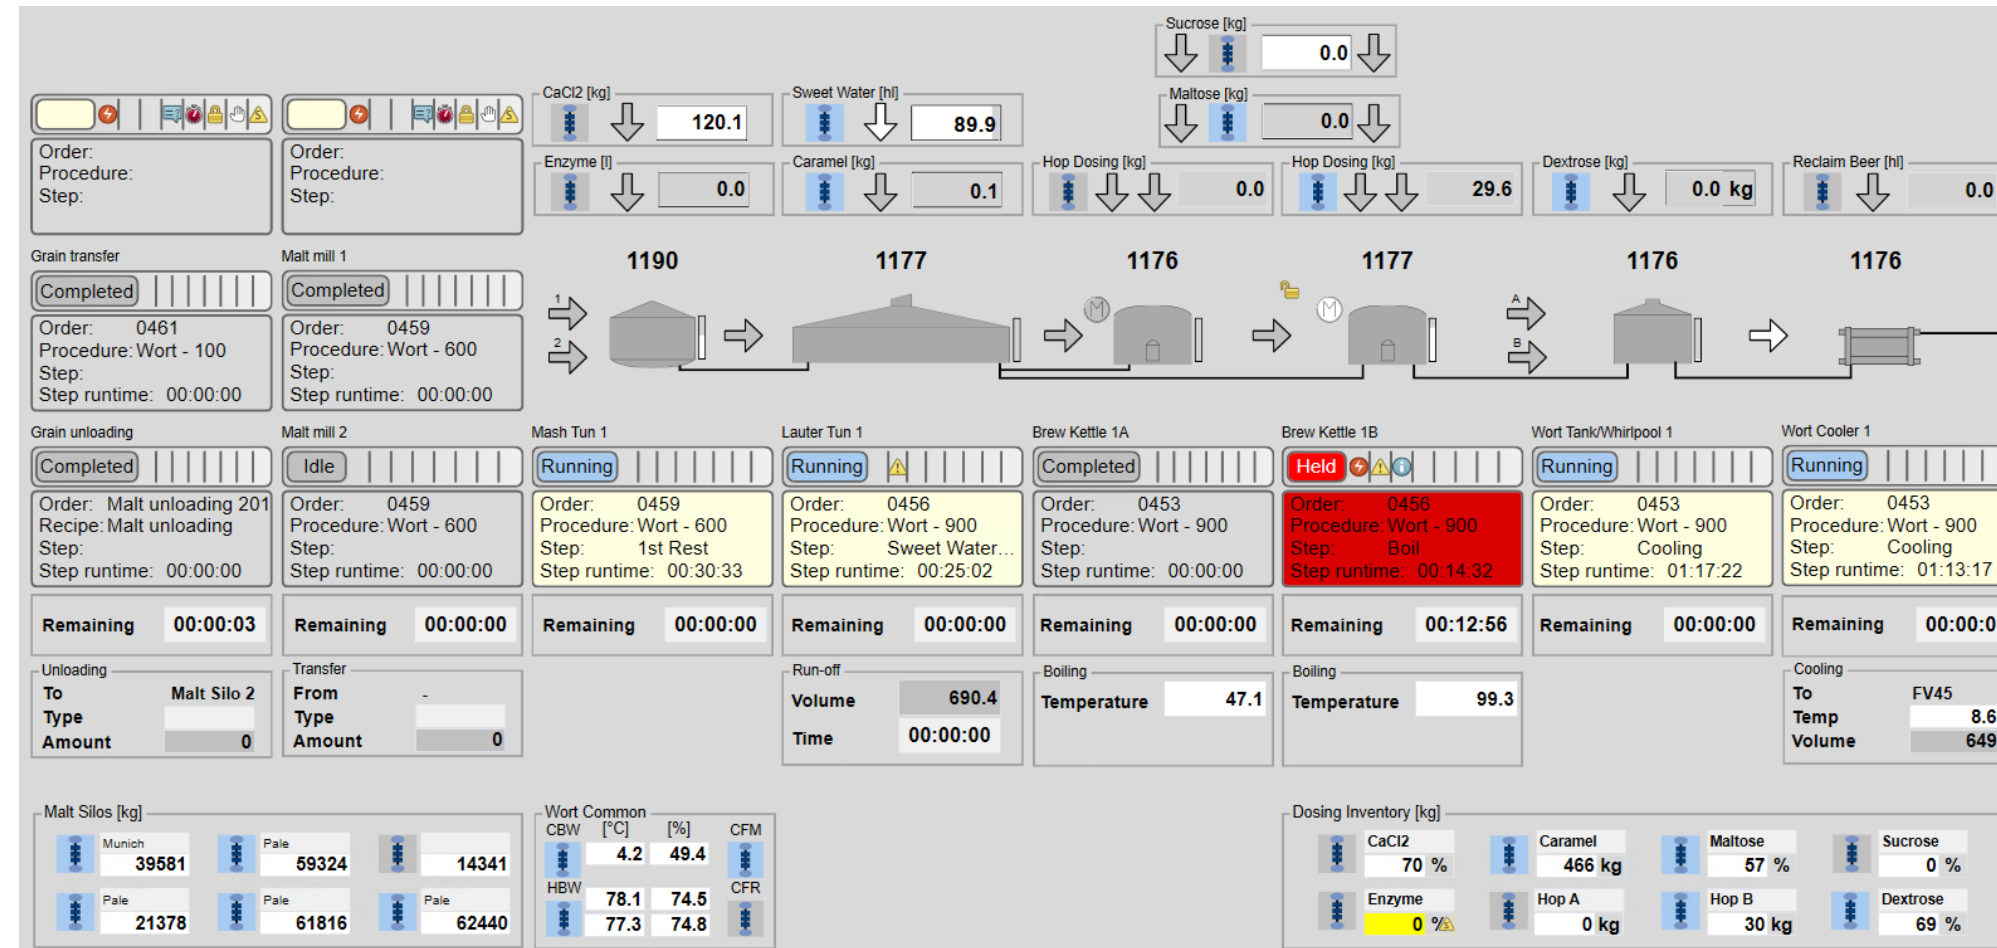 Sucrose [kg]
0.0
Maltose [kg]
0.0
CaCl2 [kg]
120.1
Sweet Water [hl]
89.9
Order:
Procedure:
Step:
Order:
Procedure:
Step:
Enzyme [l]
0.0
Caramel [kg]
0.1
Hop Dosing [kg]
0.0
Hop Dosing [kg]
29.6
Dextrose [kg]
0.0 kg
Reclaim Beer [hl]
0.0
Grain transfer
Completed
Order: 0461
Procedure: Wort - 100
Step:
Step runtime: 00:00:00
Malt mill 1
Completed
Order: 0459
Procedure: Wort - 600
Step:
Step runtime: 00:00:00
1190
1177
1176
1177
1176
1176
1
2
M
M
A
B
Grain unloading
Completed
Order: Malt unloading 201
Recipe: Malt unloading
Step:
Step runtime: 00:00:00
Remaining 00:00:03
Malt mill 2
Idle
Order: 0459
Procedure: Wort - 600
Step:
Step runtime: 00:00:00
Remaining 00:00:00
Mash Tun 1
Running
Order: 0459
Procedure: Wort - 600
Step: 1st Rest
Step runtime: 00:30:33
Remaining 00:00:00
Lauter Tun 1
Running
Order: 0456
Procedure: Wort - 900
Step: Sweet Water...
Step runtime: 00:25:02
Remaining 00:00:00
Brew Kettle 1A
Completed
Order: 0453
Procedure: Wort - 900
Step:
Step runtime: 00:00:00
Remaining 00:00:00
Brew Kettle 1B
Held
Order: 0456
Procedure: Wort - 900
Step: Boil
Step runtime: 00:14:32
Remaining 00:12:56
Wort Tank/Whirlpool 1
Running
Order: 0453
Procedure: Wort - 900
Step: Cooling
Step runtime: 01:17:22
Remaining 00:00:00
Wort Cooler 1
Running
Order: 0453
Procedure: Wort - 900
Step: Cooling
Step runtime: 01:13:17
Remaining 00:00:0
Unloading
To Malt Silo 2
Type
Amount 0
Transfer
From -
Type
Amount 0
Run-off
Volume 690.4
Time 00:00:00
Boiling
Temperature 47.1
Boiling
Temperature 99.3
Cooling
To FV45
Temp 8.6
Volume 649
Malt Silos [kg]
Munich
39581
Pale
59324
14341
Pale
21378
Pale
61816
Pale
62440
Wort Common
CBW [°C] [%] CFM
4.2 49.4
HBW CFR
78.1 74.5
77.3 74.8
Dosing Inventory [kg]
CaCl2
70 %
Caramel
466 kg
Maltose
57 %
Sucrose
0 %
Enzyme
0 %
Hop A
0 kg
Hop B
30 kg
Dextrose
69 %